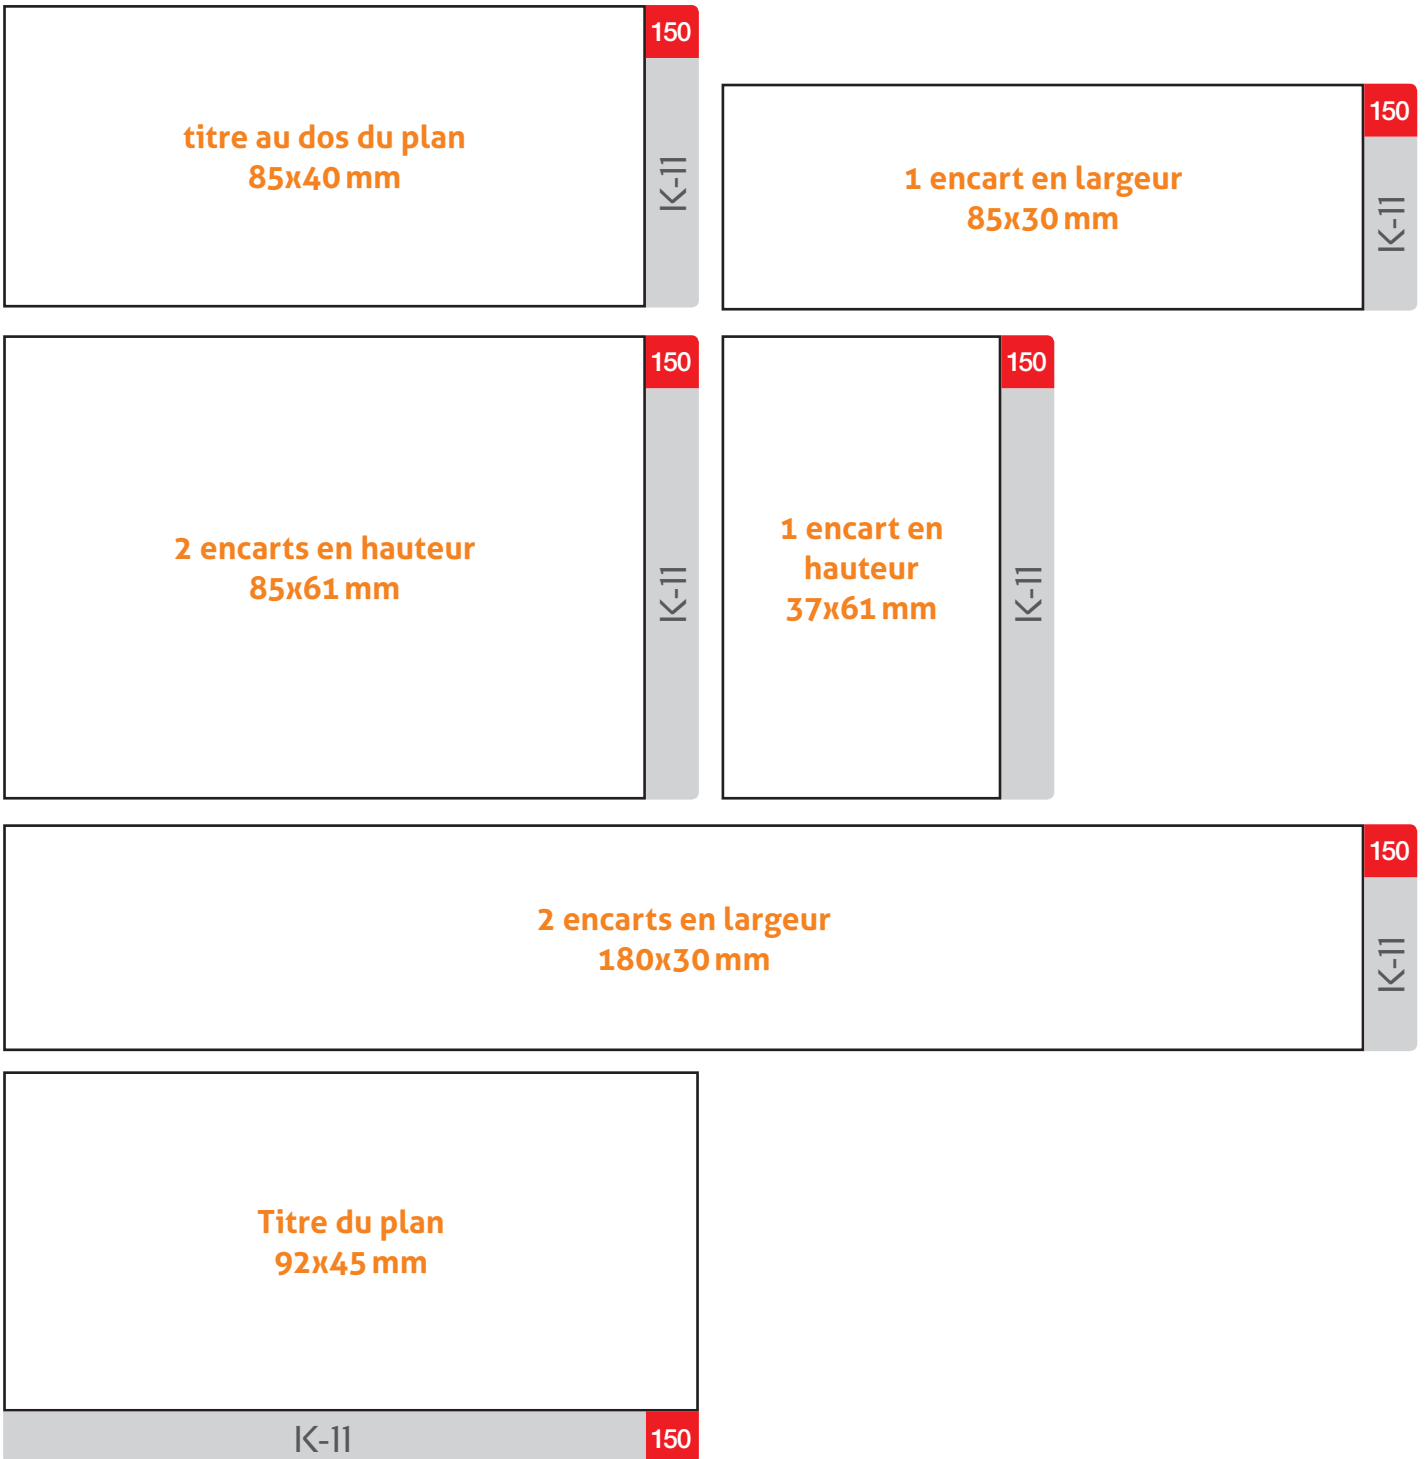 150
titre au dos du plan
85x40 mm
K-11
150
1 encart en largeur
85x30 mm
K-11
150
2 encarts en hauteur
85x61 mm
K-11
150
1 encart en
hauteur
37x61 mm
K-11
150
2 encarts en largeur
180x30 mm
K-11
Titre du plan
92x45 mm
K-11
150